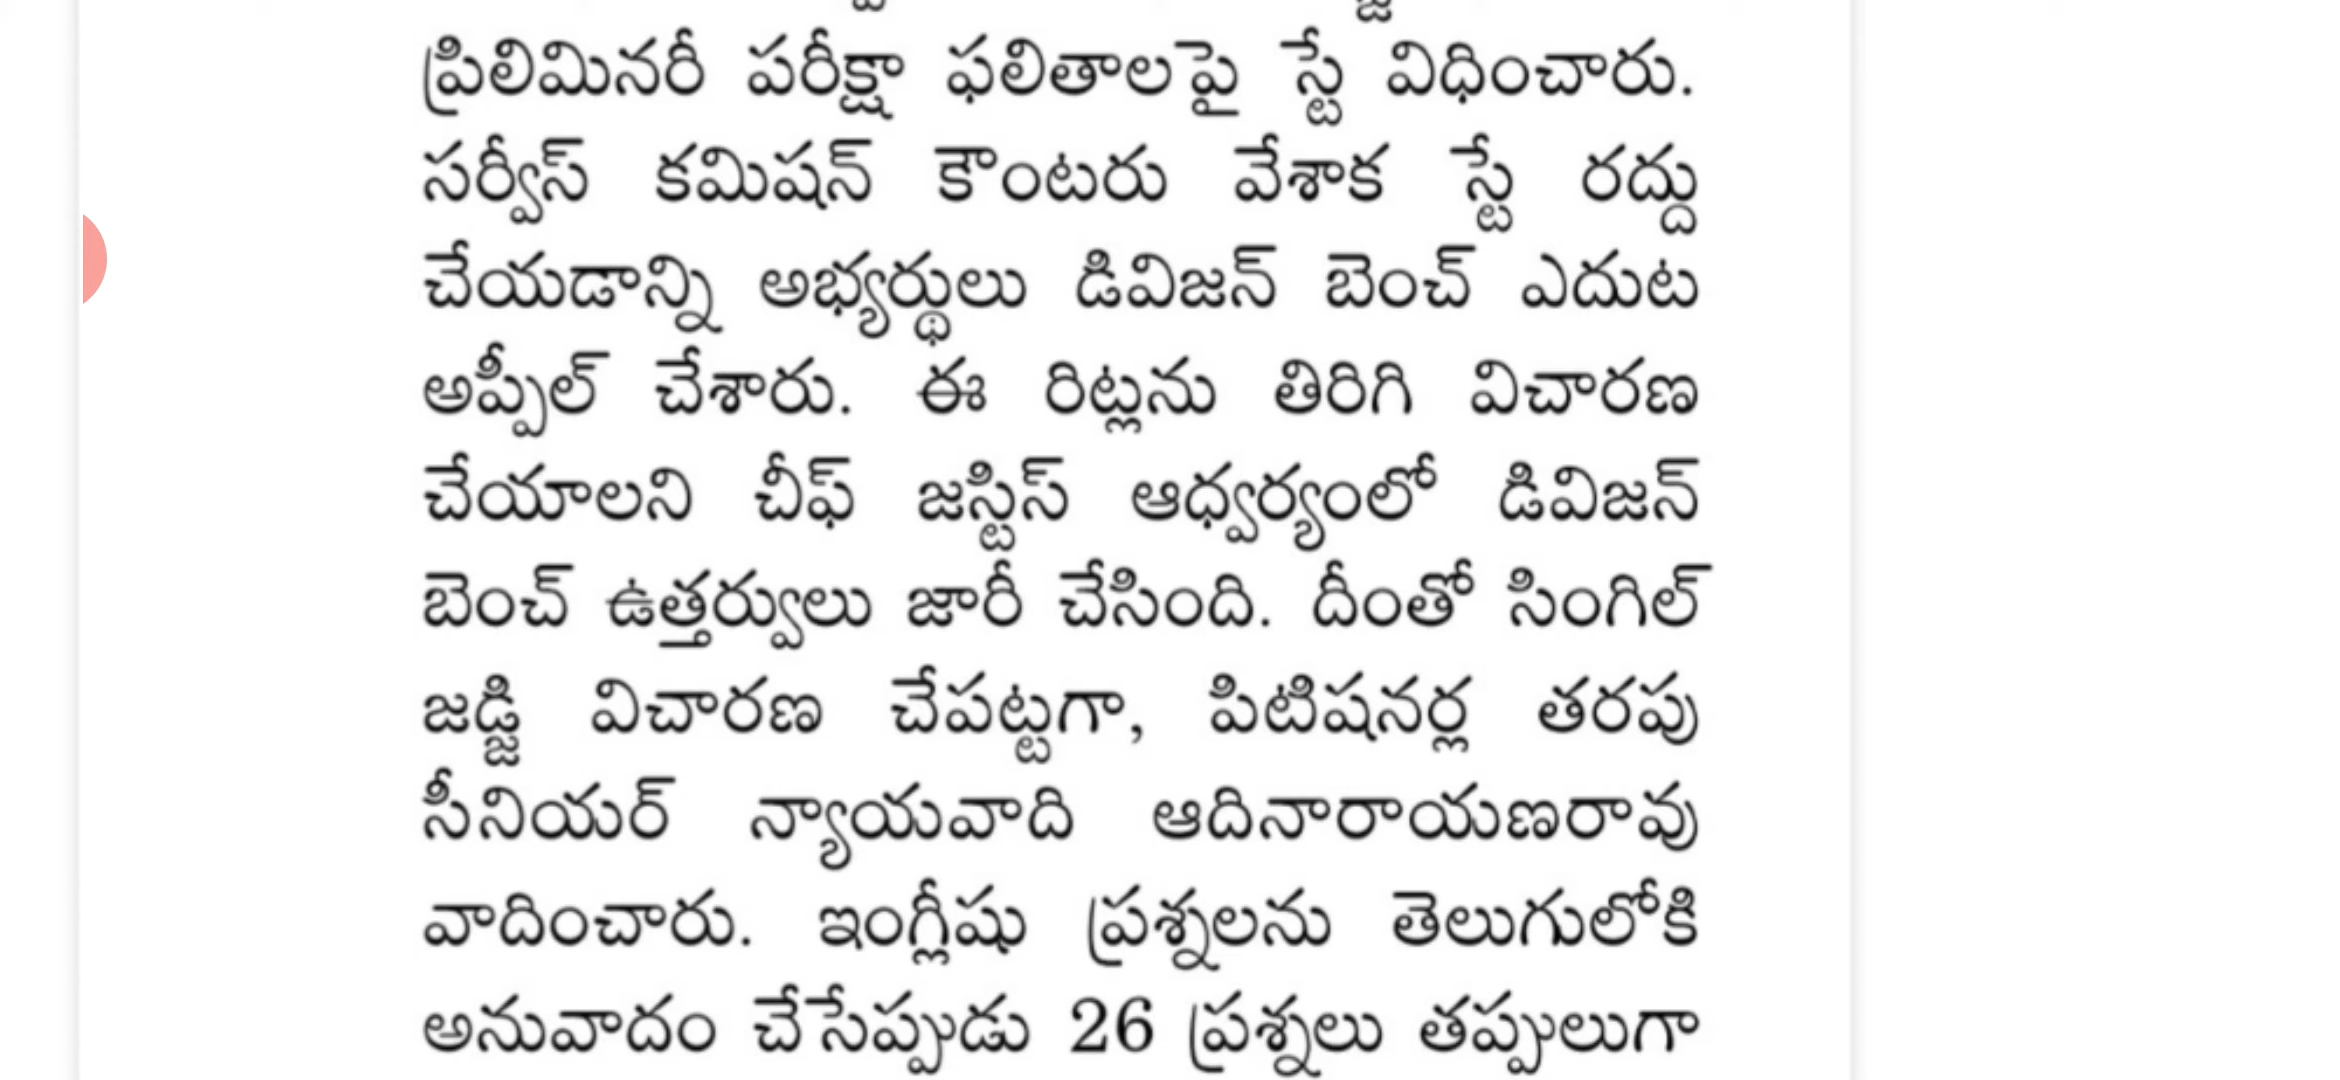 ప్రిలిమినరీ పరీక్షా ఫలితాలపై స్టే విధించారు.
సర్వీస్ కమిషన్ కౌంటరు వేశాక స్టే రద్దు
చేయడాన్ని అభ్యర్థులు డివిజన్ బెంచ్ ఎదుట
అప్పీల్ చేశారు. ఈ రిట్లను తిరిగి విచారణ
చేయాలని చీఫ్ జస్టిస్ ఆధ్వర్యంలో డివిజన్
బెంచ్ ఉత్తర్వులు జారీ చేసింది. దీంతో సింగిల్
జడ్జి విచారణ చేపట్టగా, పిటిషనర్ల తరపు
సీనియర్ న్యాయవాది ఆదినారాయణరావు
వాదించారు. ఇంగ్లీషు ప్రశ్నలను తెలుగులోకి
అనువాదం చేసేప్పుడు 26 ప్రశ్నలు తప్పులుగా